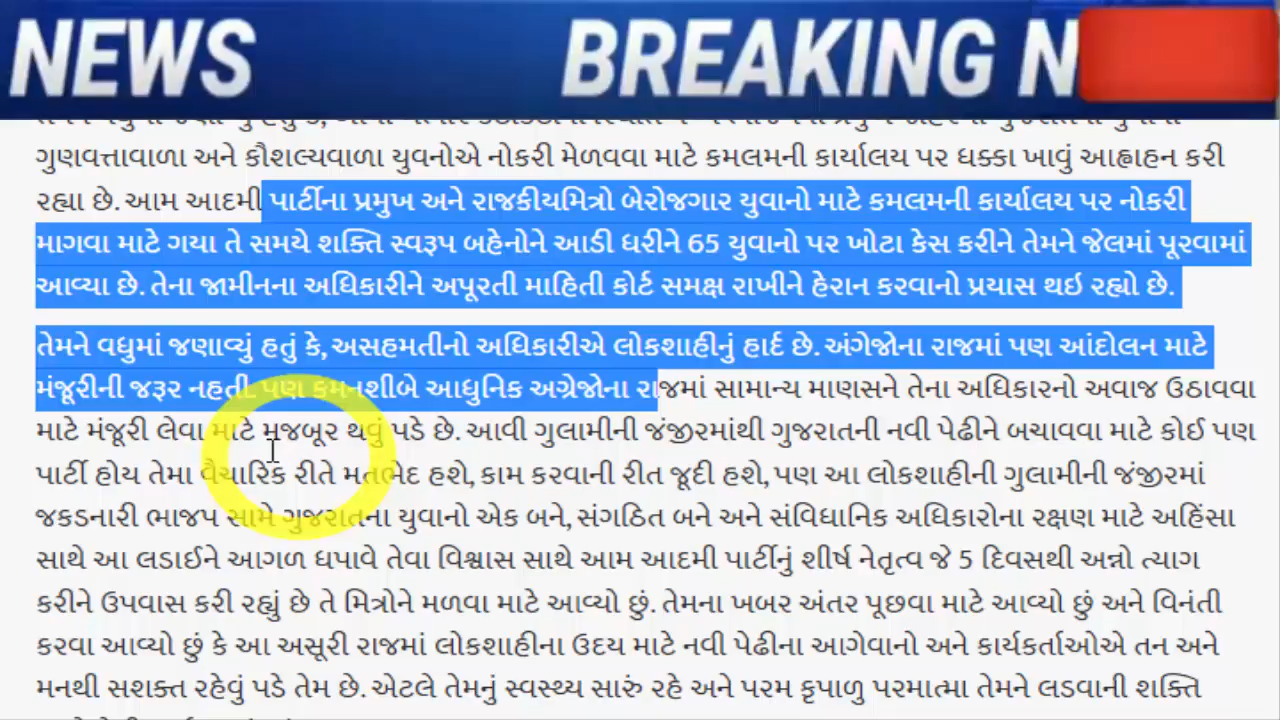 NEWS BREAKING N
ગુણવત્તાવાળા અને કૌશલ્યવાળા યુવનોએ નોકરી મેળવવા માટે કમલમની કાર્યાલય પર ધક્કા ખાવું આહ્વાહન કરી
રહ્યા છે. આમ આદમી પાર્ટીના પ્રમુખ અને રાજકીયમિત્રો બેરોજગાર યુવાનો માટે કમલમની કાર્યાલય પર નોકરી
માગવા માટે ગયા તે સમયે શક્તિ સ્વરૂપ બહેનોને આડી ધરીને 65 યુવાનો પર ખોટા કેસ કરીને તેમને જેલમાં પૂરવામાં
આવ્યા છે. તેના જામીનના અધિકારીને અપૂરતી માહિતી કોર્ટ સમક્ષ રાખીને હેરાન કરવાનો પ્રયાસ થઇ રહ્યો છે.
તેમને વધુમાં જણાવ્યું હતું કે, અસહમતીનો અધિકારીએ લોકશાહીનું હાર્દ છે. અંગેજોના રાજમાં પણ આંદોલન માટે
મંજૂરીની જરૂર નહતી પણ કમનશીબે આધુનિક અગ્રેજોના રાજમાં સામાન્ય માણસને તેના અધિકારનો અવાજ ઉઠાવવા
માટે મંજૂરી લેવા માટે મજબૂર થવું પડે છે. આવી ગુલામીની જંજીરમાંથી ગુજરાતની નવી પેઢીને બચાવવા માટે કોઈ પણ
પાર્ટી હોય તેમા વૈચારિક રીતે મતભેદ હશે, કામ કરવાની રીત જૂદી હશે, પણ આ લોકશાહીની ગુલામીની જંજીરમાં
જકડનારી ભાજપ સામે ગુજરાતના યુવાનો એક બને, સંગઠિત બને અને સંવિધાનિક અધિકારોના રક્ષણ માટે અહિંસા
સાથે આ લડાઈને આગળ ધપાવે તેવા વિશ્વાસ સાથે આમ આદમી પાર્ટીનું શીર્ષ નેતૃત્વ જે 5 દિવસથી અન્નો ત્યાગ
કરીને ઉપવાસ કરી રહ્યું છે તે મિત્રોને મળવા માટે આવ્યો છું. તેમના ખબર અંતર પૂછવા માટે આવ્યો છું અને વિનંતી
કરવા આવ્યો છું કે આ અસૂરી રાજમાં લોકશાહીના ઉદય માટે નવી પેઢીના આગેવાનો અને કાર્યકર્તાઓએ તન અને
મનથી સશક્ત રહેવું પડે તેમ છે. એટલે તેમનું સ્વસ્થ્ય સારું રહે અને પરમ કૃપાળુ પરમાત્મા તેમને લડવાની શક્તિ